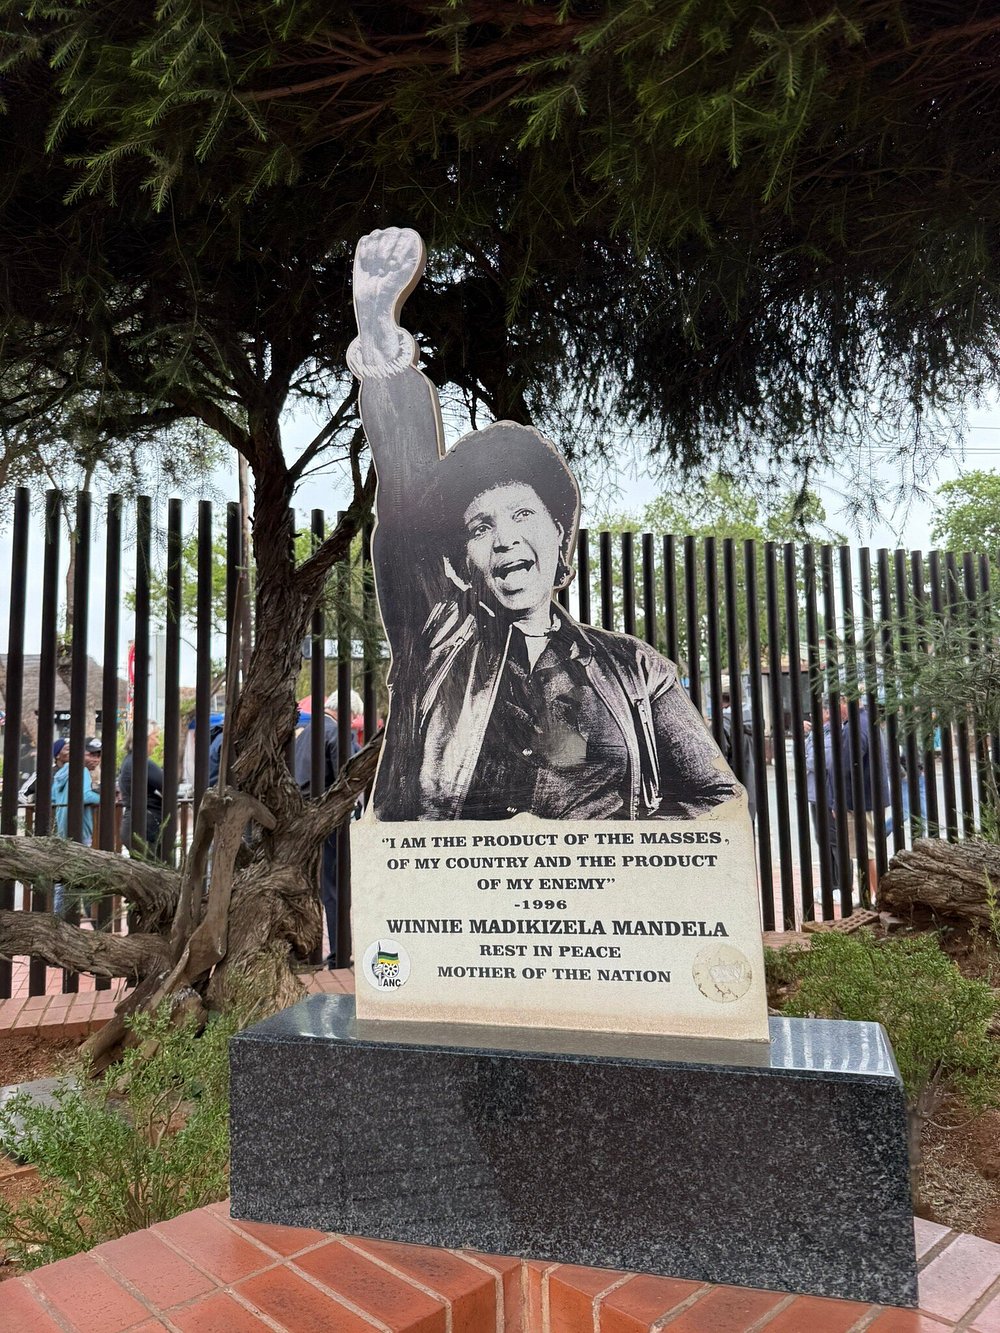 "I AM THE PRODUCT OF THE MASSES,
OF MY COUNTRY AND THE PRODUCT
OF MY ENEMY"
-1996
WINNIE MADIKIZELA MANDELA
REST IN PEACE
MOTHER OF THE NATION
ANC